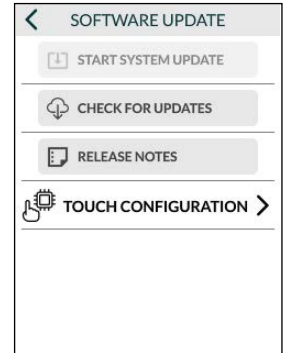 SOFTWARE UPDATE
START SYSTEM UPDATE
CHECK FOR UPDATES
RELEASE NOTES
TOUCH CONFIGURATION